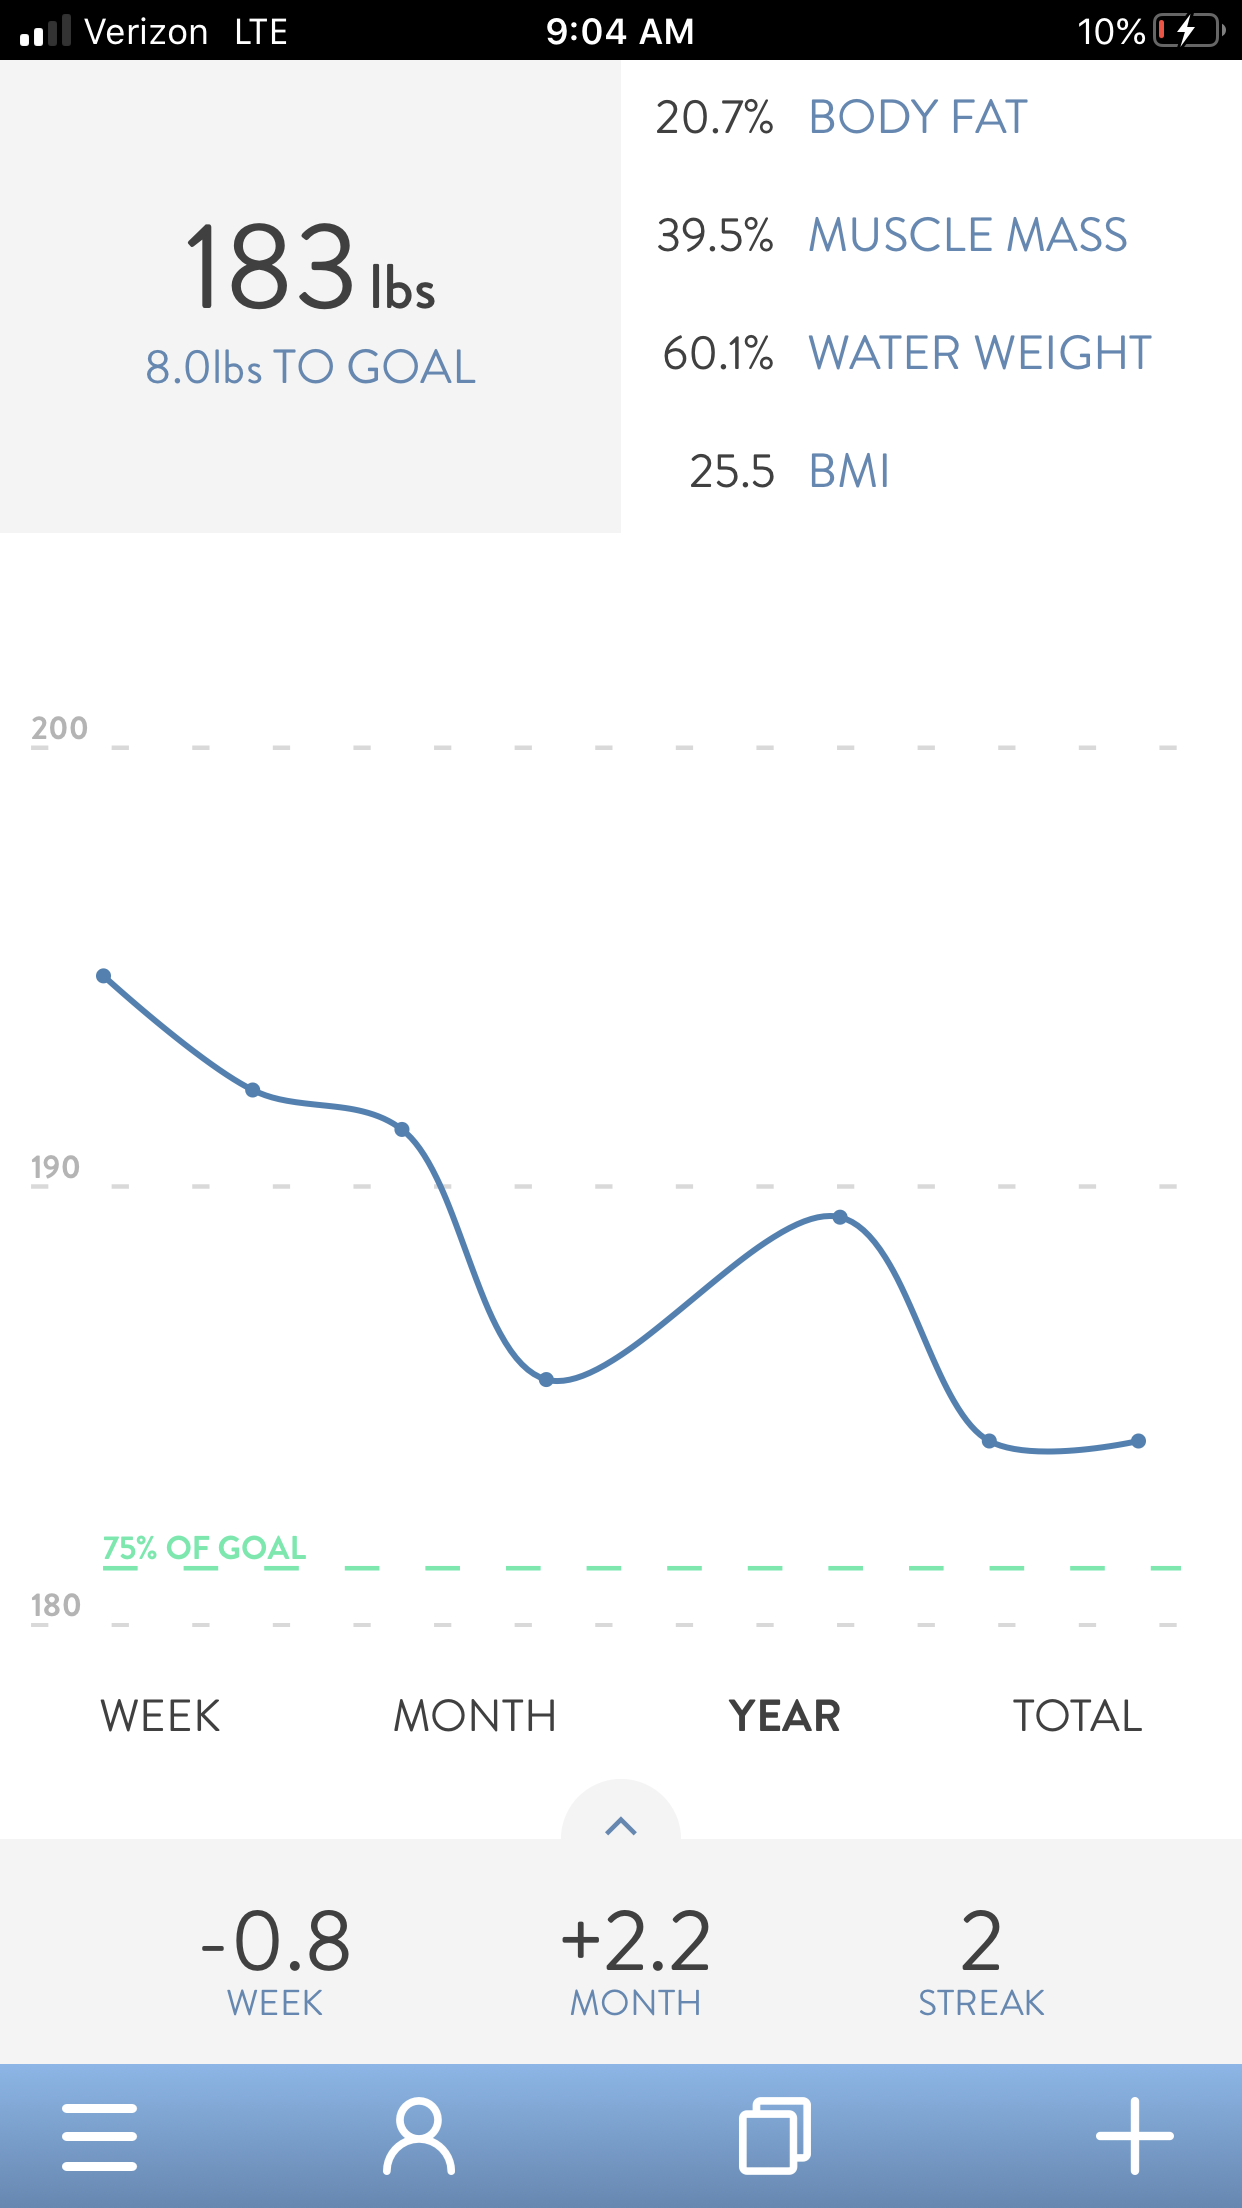 Verizon LTE 9:04 AM 10%
183 lbs
8.0lbs TO GOAL
20.7% BODY FAT
39.5% MUSCLE MASS
60.1% WATER WEIGHT
25.5 BMI
200
190
75% OF GOAL
180
WEEK MONTH YEAR TOTAL
-0.8 +2.2 2
WEEK MONTH STREAK